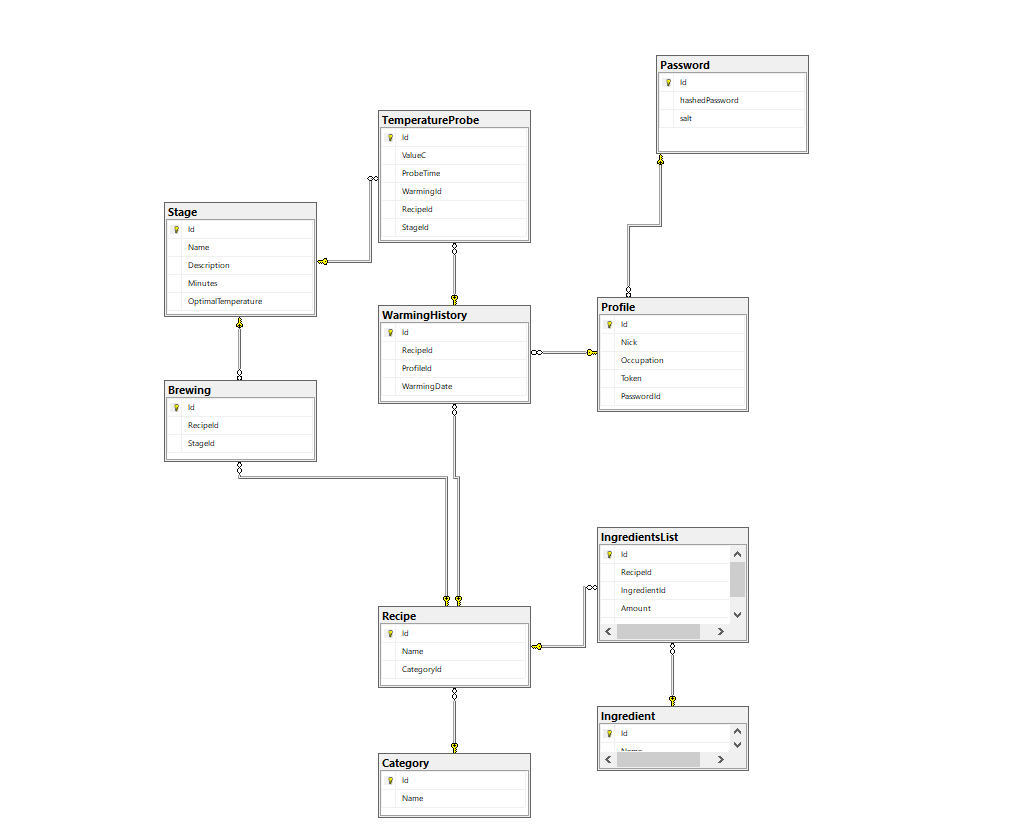 Password
Id
hashedPassword
salt
TemperatureProbe
Id
ValueC
ProbeTime
WarmingId
RecipeId
StageId
Stage
Id
Name
Description
Minutes
OptimalTemperature
WarmingHistory
Id
RecipeId
ProfileId
WarmingDate
Profile
Id
Nick
Occupation
Token
PasswordId
Brewing
Id
RecipeId
StageId
IngredientsList
Id
RecipeId
IngredientId
Amount
Recipe
Id
Name
CategoryId
Ingredient
Id
Category
Id
Name